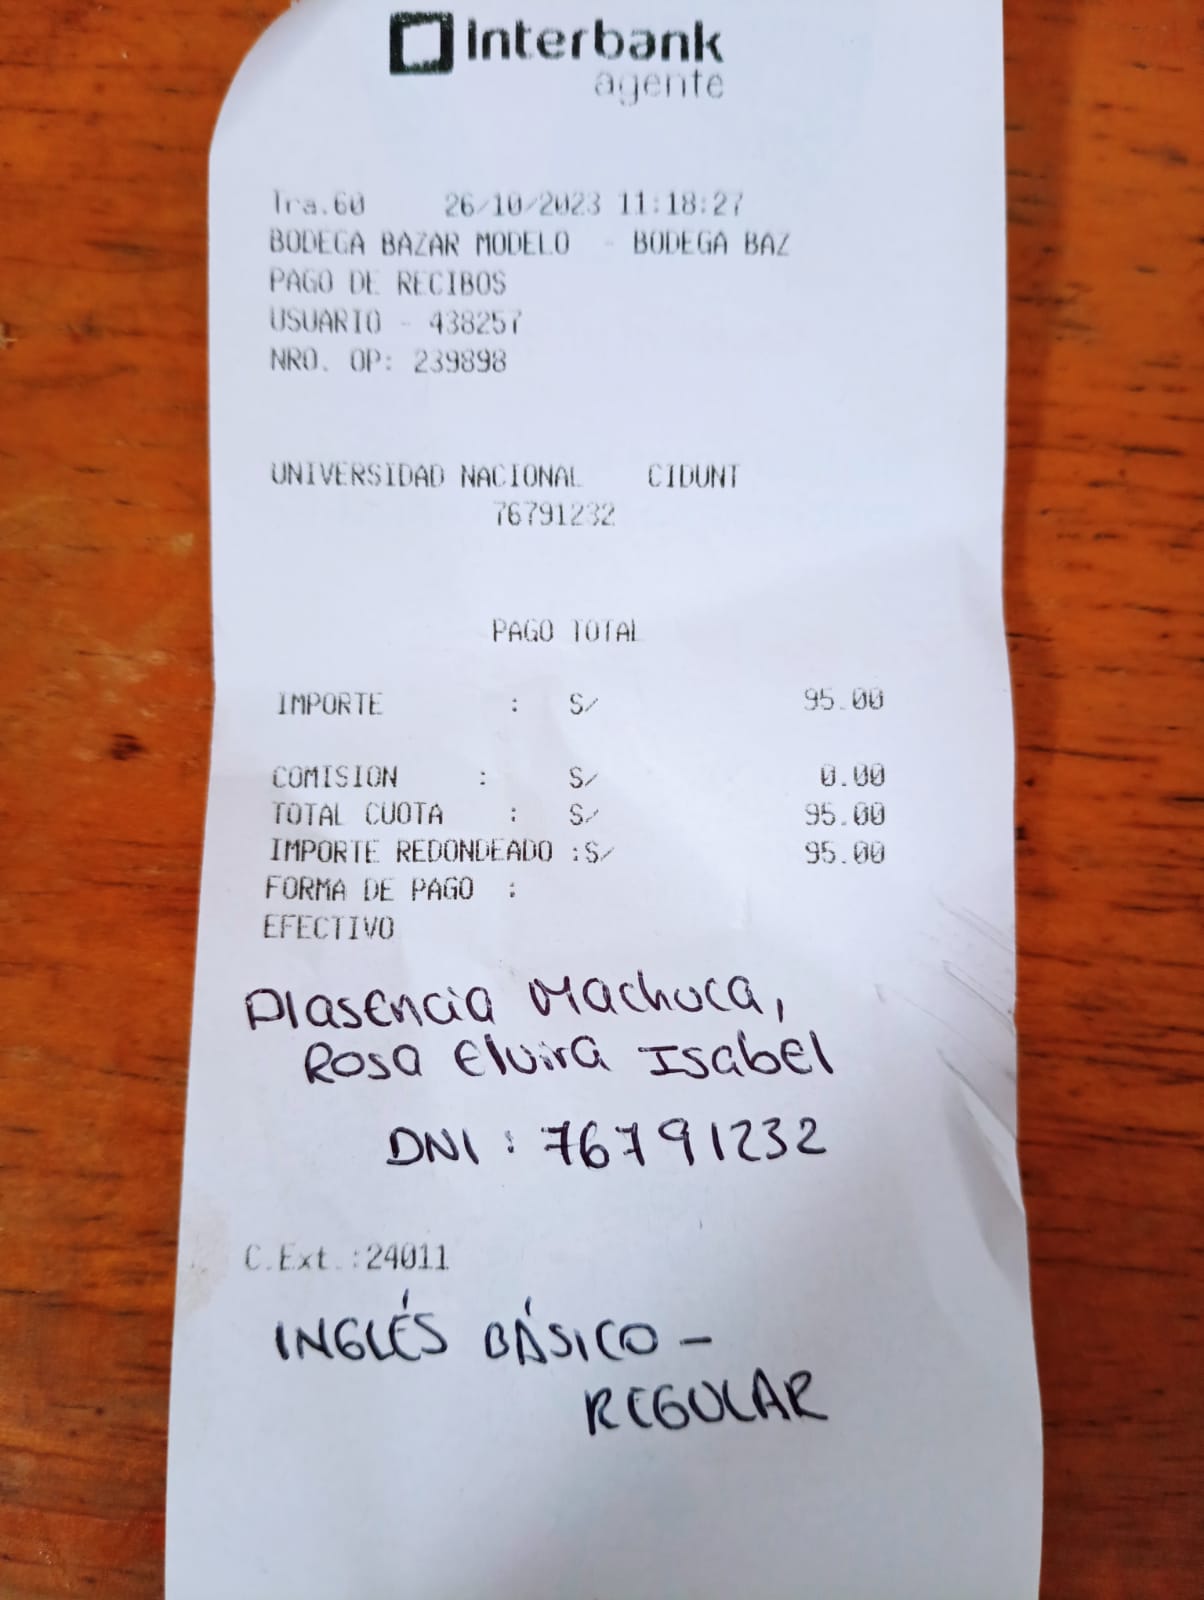 interbank
agente
Tra.60 26/10/2023 11:18:27
BODEGA BAZAR MODELO - BODEGA BAZ
PAGO DE RECIBOS
USUARIO - 438257
NRO. OP: 239898
UNIVERSIDAD NACIONAL CIDUNT
76791232
PAGO TOTAL
IMPORTE : S/ 95.00
COMISION : S/ 0.00
TOTAL CUOTA : S/ 95.00
IMPORTE REDONDEADO :S/ 95.00
FORMA DE PAGO :
EFECTIVO
Plasencia Machuca,
Rosa Elvira Isabel
DNI : 76791232
C.Ext.:24011
INGLÉS BÁSICO -
REGULAR